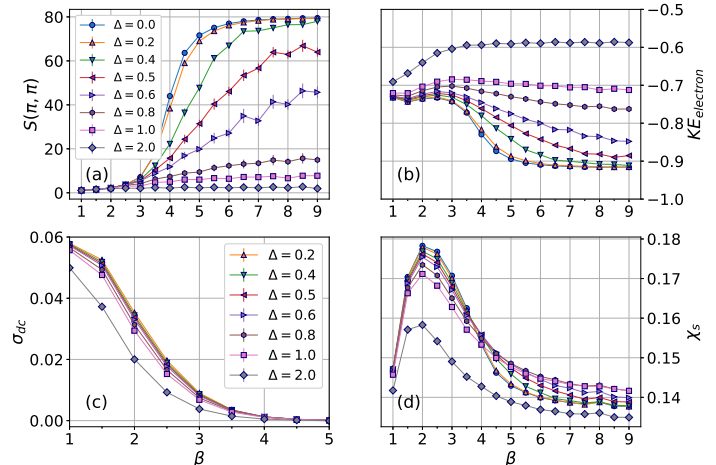 80
60
40
20
0
S(π, π)
Δ = 0.0
Δ = 0.2
Δ = 0.4
Δ = 0.5
Δ = 0.6
Δ = 0.8
Δ = 1.0
Δ = 2.0
(a)
1 2 3 4 5 6 7 8 9
−0.5
−0.6
−0.7
−0.8
−0.9
−1.0
KE_electron
(b)
1 2 3 4 5 6 7 8 9
β
0.06
0.04
0.02
0.00
σ_dc
Δ = 0.2
Δ = 0.4
Δ = 0.5
Δ = 0.6
Δ = 0.8
Δ = 1.0
Δ = 2.0
(c)
1 2 3 4 5
β
0.18
0.17
0.16
0.15
0.14
χ_s
(d)
1 2 3 4 5 6 7 8 9
β